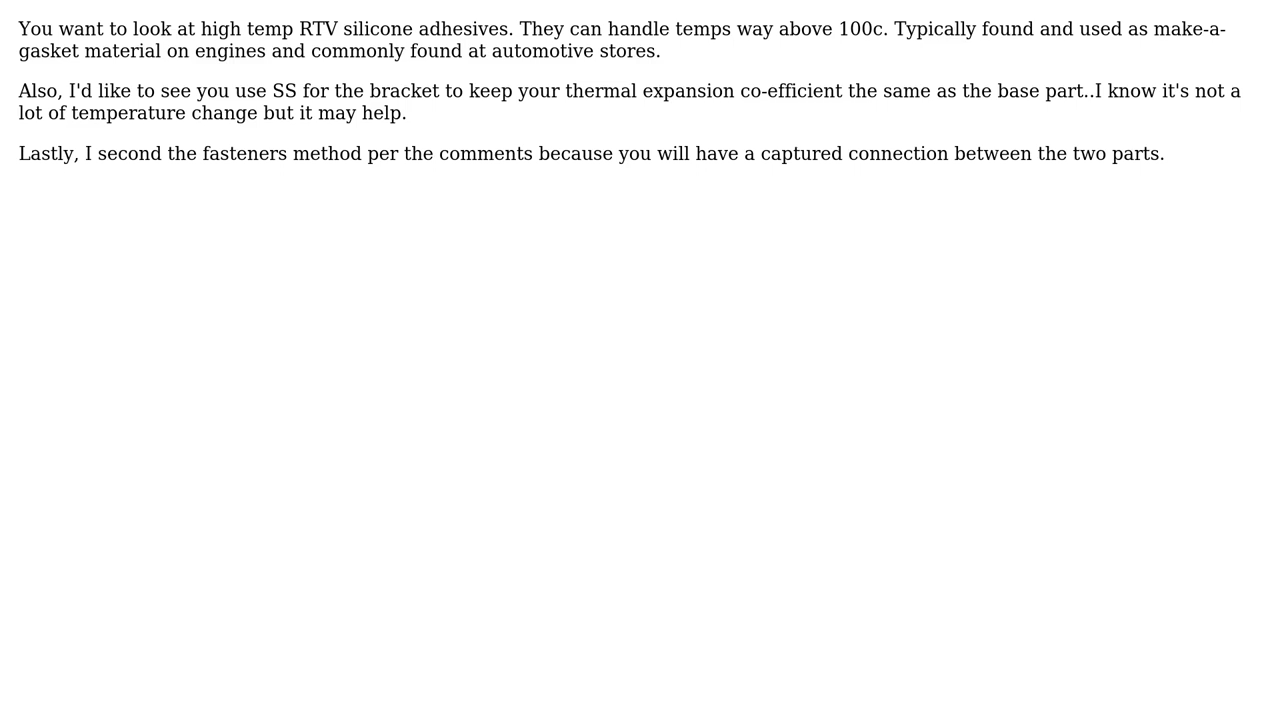 You want to look at high temp RTV silicone adhesives. They can handle temps way above 100c. Typically found and used as make-a-
gasket material on engines and commonly found at automotive stores.
Also, I'd like to see you use SS for the bracket to keep your thermal expansion co-efficient the same as the base part..I know it's not a
lot of temperature change but it may help.
Lastly, I second the fasteners method per the comments because you will have a captured connection between the two parts.